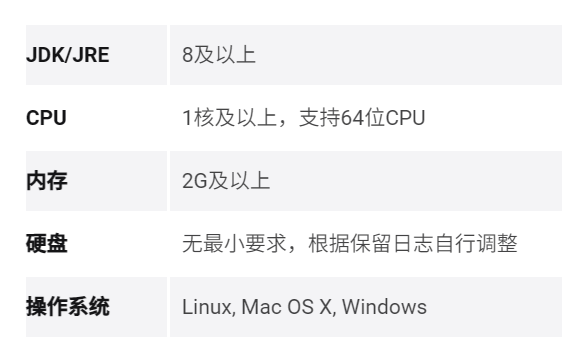 JDK/JRE 8及以上
CPU 1核及以上，支持64位CPU
内存 2G及以上
硬盘 无最小要求，根据保留日志自行调整
操作系统 Linux, Mac OS X, Windows